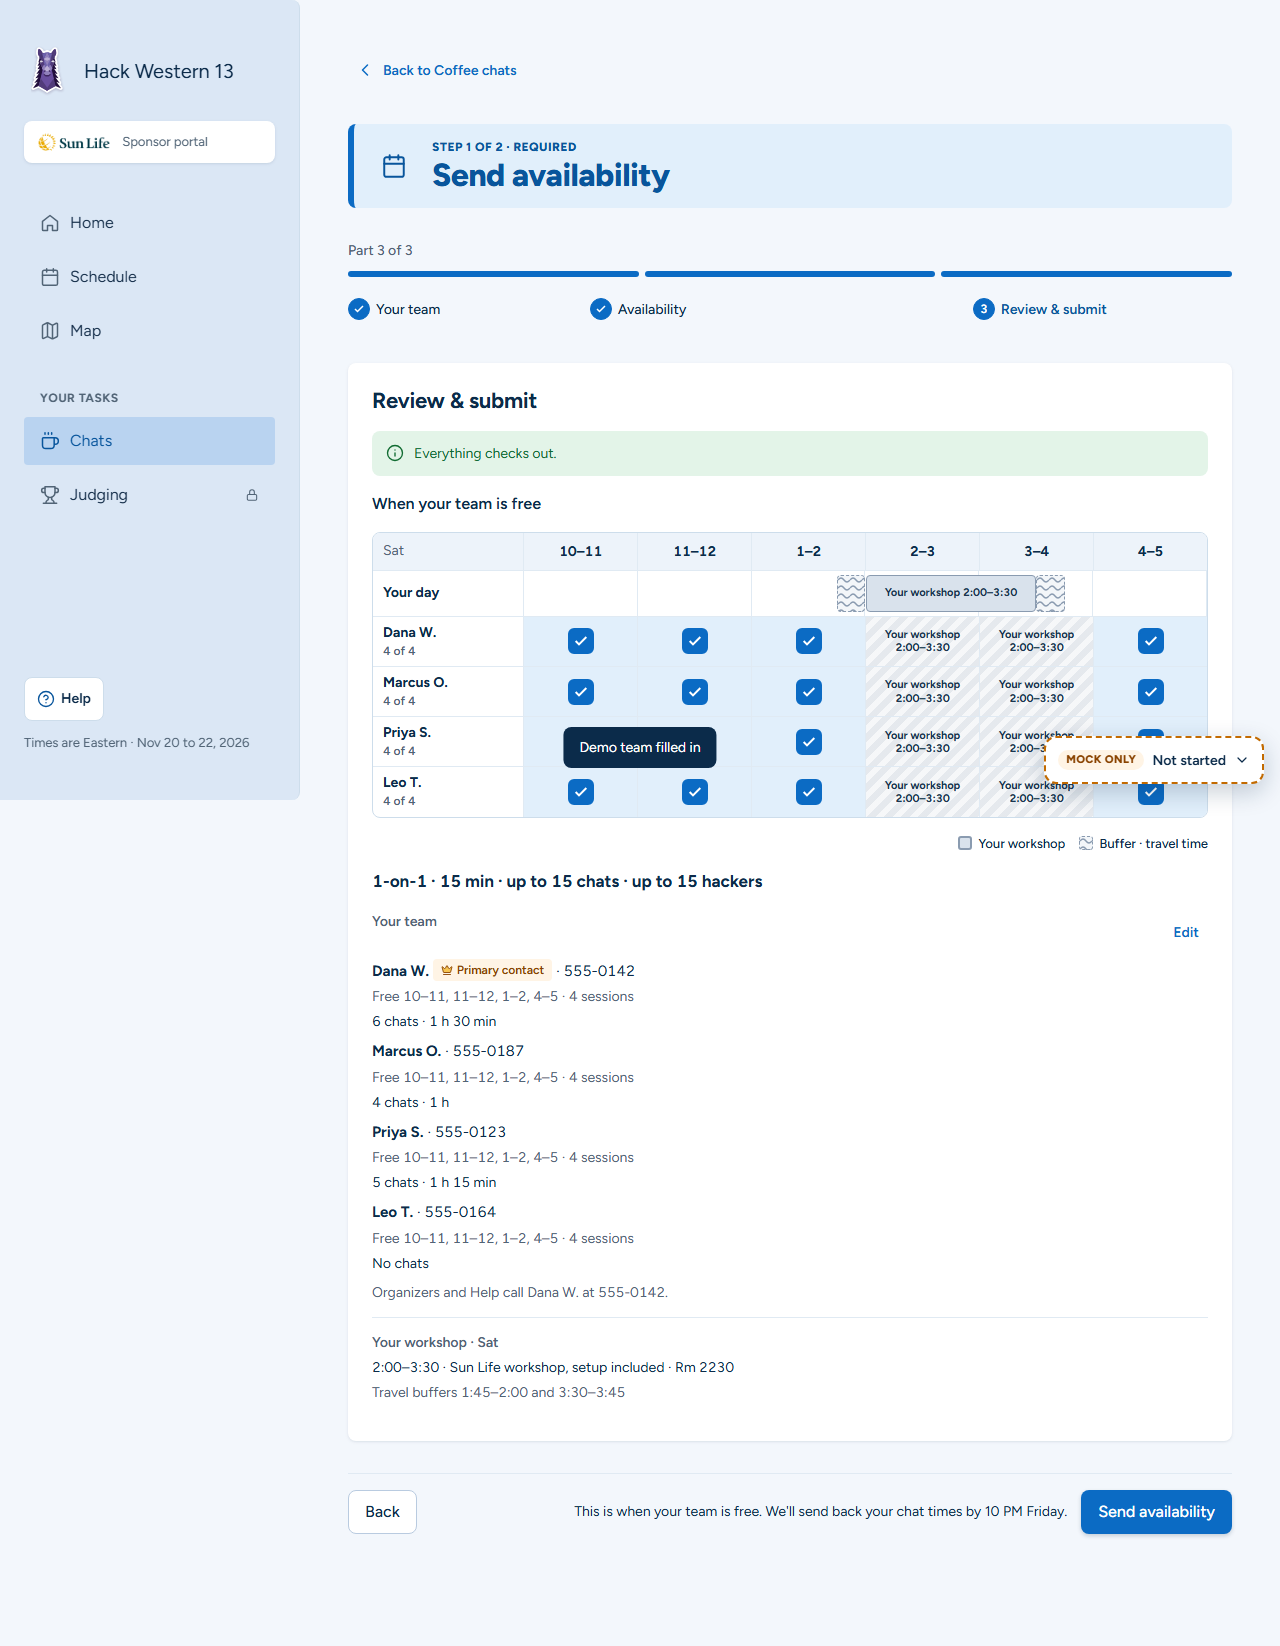 Hack Western 13
Sun Life Sponsor portal
Home
Schedule
Map
YOUR TASKS
Chats
Judging
Help
Times are Eastern · Nov 20 to 22, 2026
Back to Coffee chats
STEP 1 OF 2 · REQUIRED
Send availability
Part 3 of 3
Your team
Availability
3 Review & submit
Review & submit
Everything checks out.
When your team is free
Sat 10–11 11–12 1–2 2–3 3–4 4–5
Your day
Your workshop 2:00–3:30
Dana W.
4 of 4
Your workshop
2:00–3:30
Your workshop
2:00–3:30
Marcus O.
4 of 4
Your workshop
2:00–3:30
Your workshop
2:00–3:30
Priya S.
4 of 4
Demo team filled in
Your workshop
2:00–3:30
Your workshop
MOCK ONLY Not started
Leo T.
4 of 4
Your workshop
2:00–3:30
Your workshop
2:00–3:30
Your workshop
Buffer · travel time
1-on-1 · 15 min · up to 15 chats · up to 15 hackers
Your team
Edit
Dana W. Primary contact · 555-0142
Free 10–11, 11–12, 1–2, 4–5 · 4 sessions
6 chats · 1 h 30 min
Marcus O. · 555-0187
Free 10–11, 11–12, 1–2, 4–5 · 4 sessions
4 chats · 1 h
Priya S. · 555-0123
Free 10–11, 11–12, 1–2, 4–5 · 4 sessions
5 chats · 1 h 15 min
Leo T. · 555-0164
Free 10–11, 11–12, 1–2, 4–5 · 4 sessions
No chats
Organizers and Help call Dana W. at 555-0142.
Your workshop · Sat
2:00–3:30 · Sun Life workshop, setup included · Rm 2230
Travel buffers 1:45–2:00 and 3:30–3:45
Back
This is when your team is free. We'll send back your chat times by 10 PM Friday.
Send availability